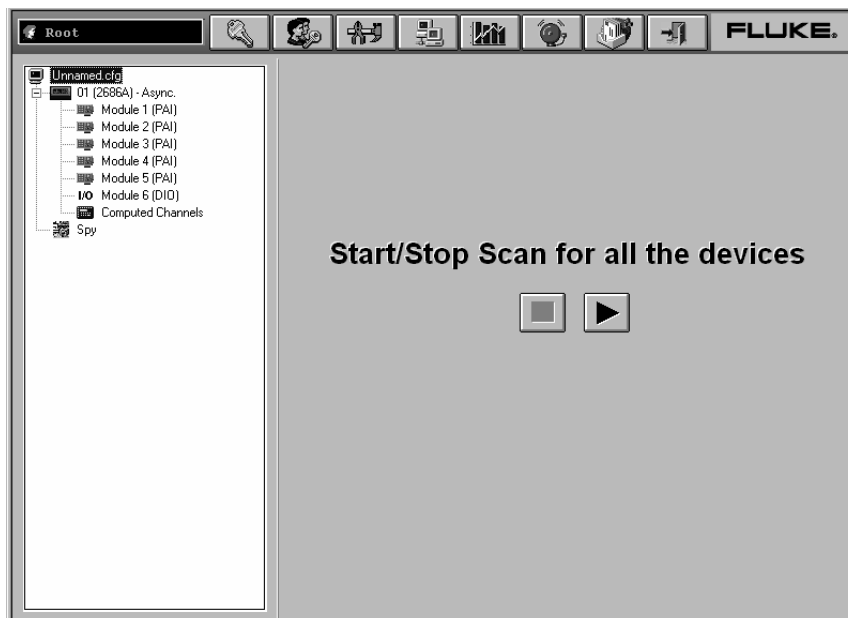 Root
FLUKE®
Unnamed.cfg
01 (2686A) - Async.
Module 1 (PAI)
Module 2 (PAI)
Module 3 (PAI)
Module 4 (PAI)
Module 5 (PAI)
I/O Module 6 (DIO)
Computed Channels
Spy
Start/Stop Scan for all the devices